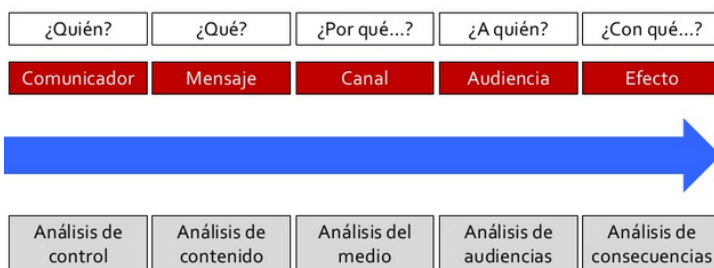 ¿Quién?
¿Qué?
¿Por qué...?
¿A quién?
¿Con qué...?
Comunicador
Mensaje
Canal
Audiencia
Efecto
Análisis de
control
Análisis de
contenido
Análisis del
medio
Análisis de
audiencias
Análisis de
consecuencias